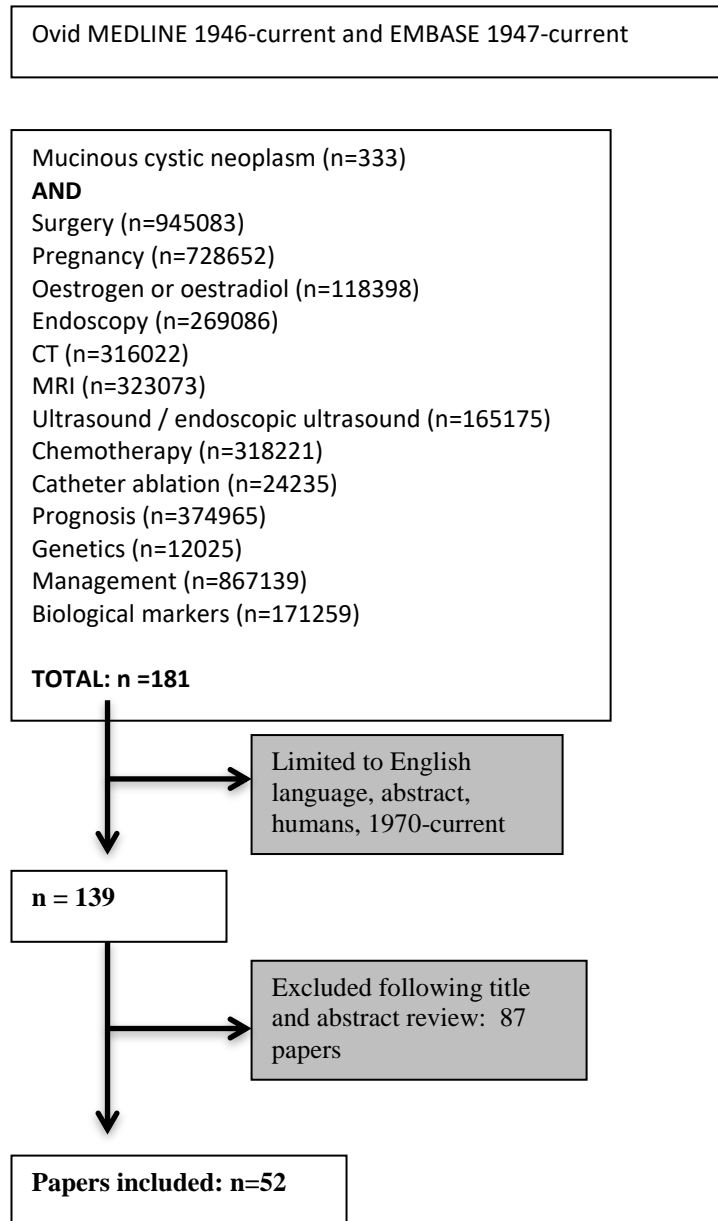 Ovid MEDLINE 1946-current and EMBASE 1947-current
Mucinous cystic neoplasm (n=333)
AND
Surgery (n=945083)
Pregnancy (n=728652)
Oestrogen or oestradiol (n=118398)
Endoscopy (n=269086)
CT (n=316022)
MRI (n=323073)
Ultrasound / endoscopic ultrasound (n=165175)
Chemotherapy (n=318221)
Catheter ablation (n=24235)
Prognosis (n=374965)
Genetics (n=12025)
Management (n=867139)
Biological markers (n=171259)
TOTAL: n =181
Limited to English
language, abstract,
humans, 1970-current
n = 139
Excluded following title
and abstract review:  87
papers
Papers included: n=52